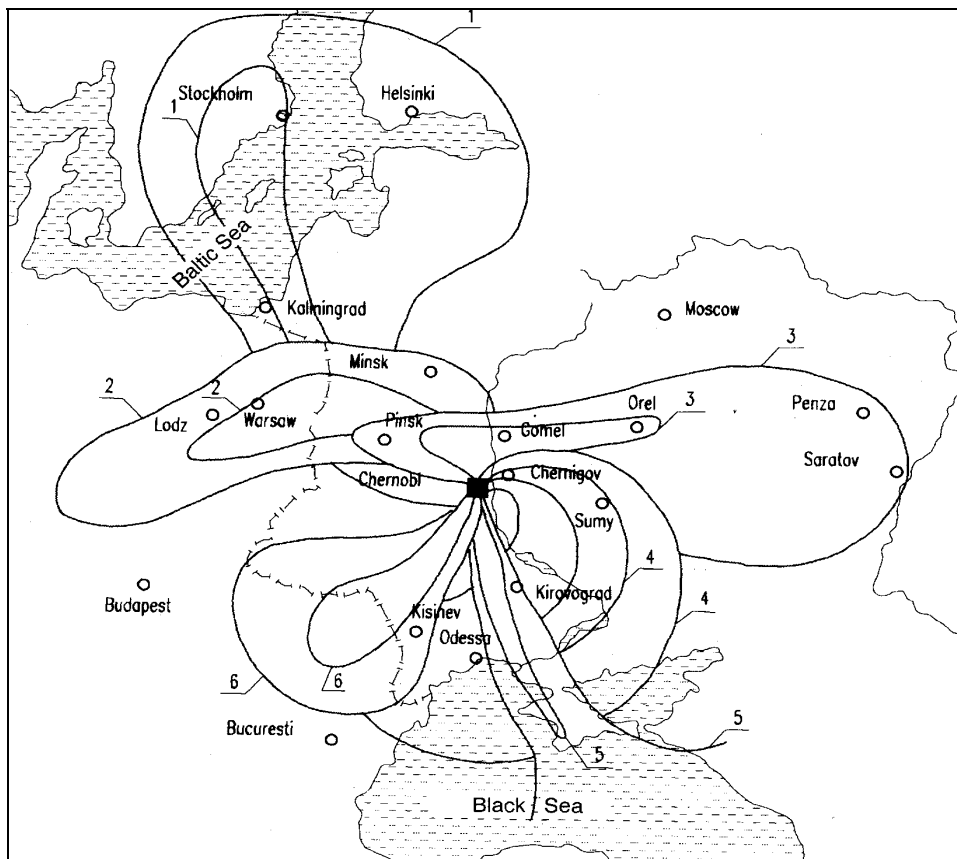 1
Stockholm
Helsinki
1
Baltic Sea
Kaliningrad
Moscow
3
Minsk
2
2
3
Orel
Penza
Lodz
Warsaw
Pinsk
Gomel
Saratov
Chernobl
Chernigov
Sumy
4
Budapest
Kirovograd
4
Kisinev
Odessa
6
6
Bucuresti
5
5
Black Sea